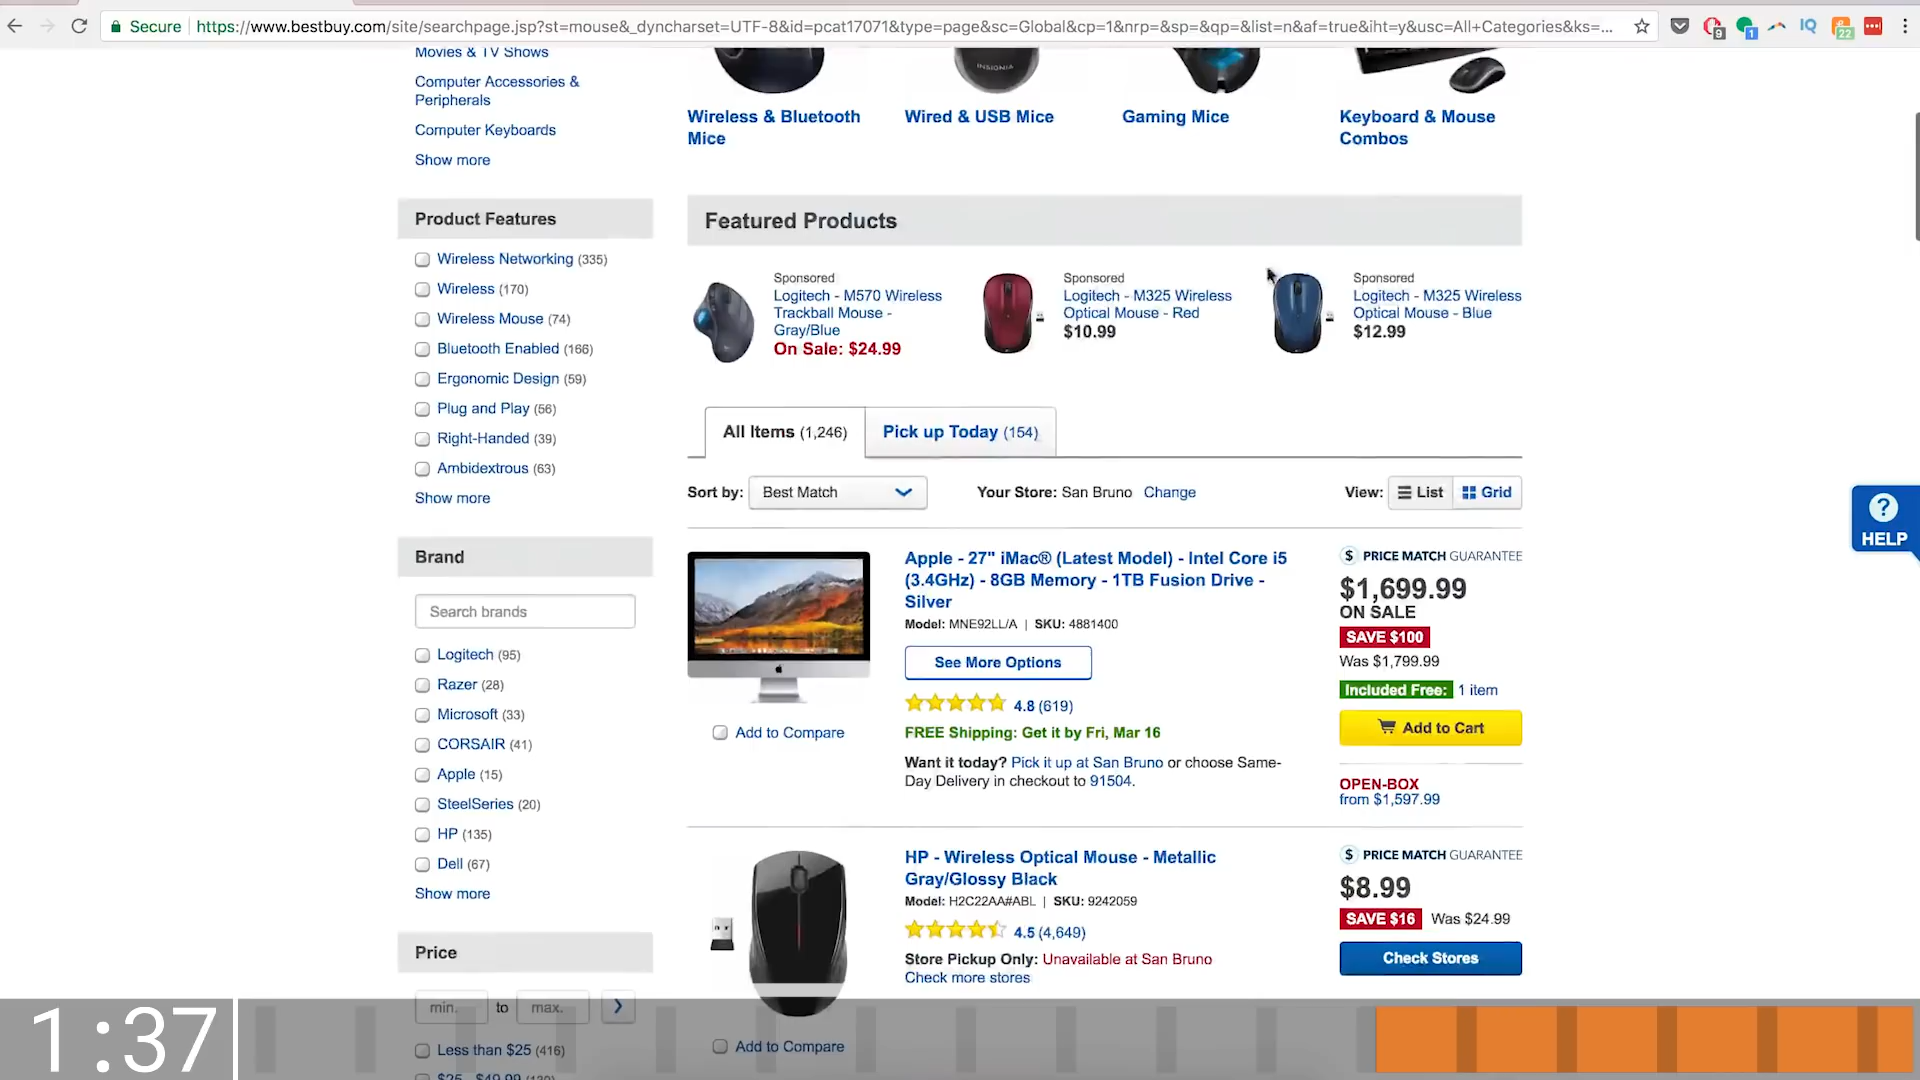 Secure
https://www.bestbuy.com/site/searchpage.jsp?st=mouse&_dyncharset=UTF-8&id=pcat17071&type=page&sc=Global&cp=1&nrp=&sp=&qp=&list=n&af=true&iht=y&usc=All+Categories&ks=...
9
1
IQ
22
Movies & TV Shows
Computer Accessories &
Peripherals
Computer Keyboards
Show more
INSIGNIA
Wireless & Bluetooth
Mice
Wired & USB Mice
Gaming Mice
Keyboard & Mouse
Combos
Product Features
Wireless Networking (335)
Wireless (170)
Wireless Mouse (74)
Bluetooth Enabled (166)
Ergonomic Design (59)
Plug and Play (56)
Right-Handed (39)
Ambidextrous (63)
Show more
Brand
Search brands
Logitech (95)
Razer (28)
Microsoft (33)
CORSAIR (41)
Apple (15)
SteelSeries (20)
HP (135)
Dell (67)
Show more
Price
min.
to
max.
Less than $25 (416)
Featured Products
Sponsored
Logitech - M570 Wireless
Trackball Mouse -
Gray/Blue
On Sale: $24.99
Sponsored
Logitech - M325 Wireless
Optical Mouse - Red
$10.99
Sponsored
Logitech - M325 Wireless
Optical Mouse - Blue
$12.99
All Items (1,246)
Pick up Today (154)
Sort by:
Best Match
Your Store: San Bruno Change
View:
List
Grid
Apple - 27" iMac® (Latest Model) - Intel Core i5
(3.4GHz) - 8GB Memory - 1TB Fusion Drive -
Silver
Model: MNE92LL/A | SKU: 4881400
See More Options
4.8 (619)
FREE Shipping: Get it by Fri, Mar 16
Want it today? Pick it up at San Bruno or choose Same-
Day Delivery in checkout to 91504.
Add to Compare
$ PRICE MATCH GUARANTEE
$1,699.99
ON SALE
SAVE $100
Was $1,799.99
Included Free: 1 item
Add to Cart
OPEN-BOX
from $1,597.99
HP - Wireless Optical Mouse - Metallic
Gray/Glossy Black
Model: H2C22AA#ABL | SKU: 9242059
4.5 (4,649)
Store Pickup Only: Unavailable at San Bruno
Check more stores
Add to Compare
$ PRICE MATCH GUARANTEE
$8.99
SAVE $16 Was $24.99
Check Stores
?
HELP
1:37